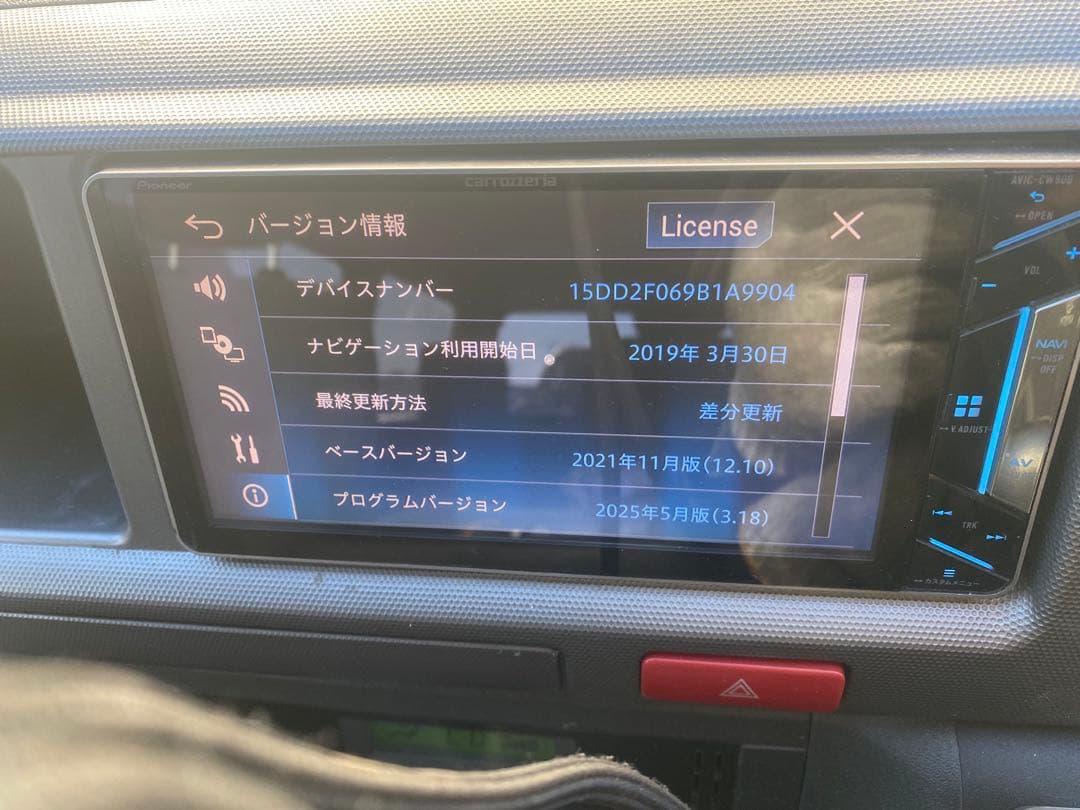 Pioneer
carrozzeria
AVIC-CW900
バージョン情報
License
OPEN
デバイスナンバー 15DD2F069B1A9904
VOL
ナビゲーション利用開始日 2019年 3月30日
NAVI
DISP
OFF
最終更新方法 差分更新
V.ADJUST
ベースバージョン 2021年11月版(12.10)
AV
プログラムバージョン 2025年5月版(3.18)
TRK
カスタムメニュー